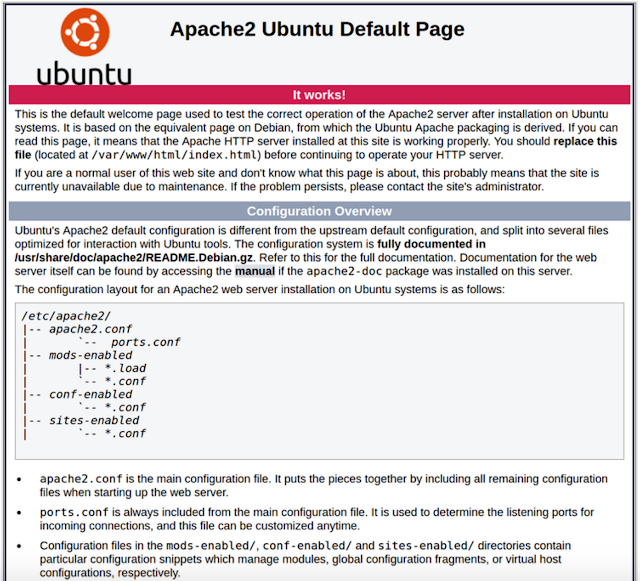 Apache2 Ubuntu Default Page
ubuntu
It works!
This is the default welcome page used to test the correct operation of the Apache2 server after installation on Ubuntu
systems. It is based on the equivalent page on Debian, from which the Ubuntu Apache packaging is derived. If you can
read this page, it means that the Apache HTTP server installed at this site is working properly. You should replace this
file (located at /var/www/html/index.html) before continuing to operate your HTTP server.
If you are a normal user of this web site and don't know what this page is about, this probably means that the site is
currently unavailable due to maintenance. If the problem persists, please contact the site's administrator.
Configuration Overview
Ubuntu's Apache2 default configuration is different from the upstream default configuration, and split into several files
optimized for interaction with Ubuntu tools. The configuration system is fully documented in
/usr/share/doc/apache2/README.Debian.gz. Refer to this for the full documentation. Documentation for the web
server itself can be found by accessing the manual if the apache2-doc package was installed on this server.
The configuration layout for an Apache2 web server installation on Ubuntu systems is as follows:
/etc/apache2/
|-- apache2.conf
|       `--  ports.conf
|-- mods-enabled
|       |-- *.load
|       `-- *.conf
|-- conf-enabled
|       `-- *.conf
|-- sites-enabled
|       `-- *.conf
• apache2.conf is the main configuration file. It puts the pieces together by including all remaining configuration
files when starting up the web server.
• ports.conf is always included from the main configuration file. It is used to determine the listening ports for
incoming connections, and this file can be customized anytime.
• Configuration files in the mods-enabled/, conf-enabled/ and sites-enabled/ directories contain
particular configuration snippets which manage modules, global configuration fragments, or virtual host
configurations, respectively.